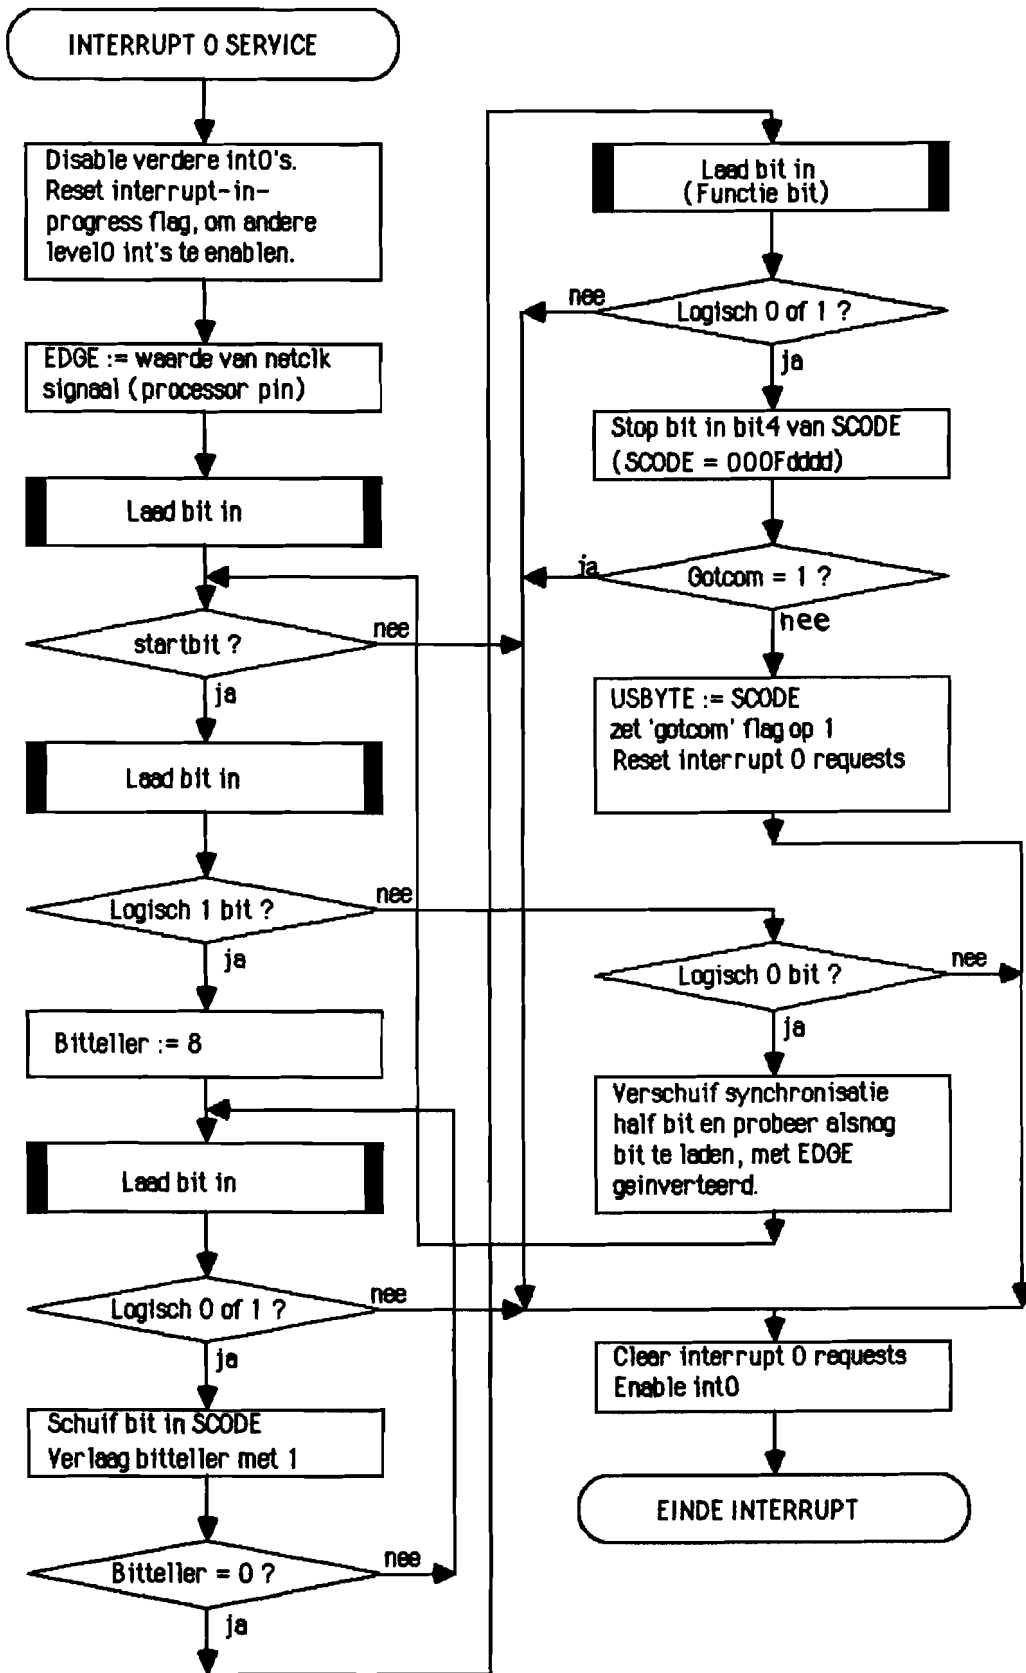 INTERRUPT 0 SERVICE
Disable verdere int0's.
Reset interrupt-in-
progress flag, om andere
level0 int's te enablen.
EDGE := waarde van netclk
signaal (processor pin)
Laad bit in
startbit ?
nee
ja
Laad bit in
Logisch 1 bit ?
nee
ja
Bitteller := 8
Laad bit in
Logisch 0 of 1 ?
nee
ja
Schuif bit in SCODE
Verlaag bitteller met 1
Bitteller = 0 ?
nee
ja
Laad bit in
(Functie bit)
nee
Logisch 0 of 1 ?
ja
Stop bit in bit4 van SCODE
(SCODE = 000Fdddd)
ja
Gotcom = 1 ?
nee
USBYTE := SCODE
zet 'gotcom' flag op 1
Reset interrupt 0 requests
Logisch 0 bit ?
nee
ja
Verschuif synchronisatie
half bit en probeer alsnog
bit te laden, met EDGE
geinverteerd.
Clear interrupt 0 requests
Enable int0
EINDE INTERRUPT